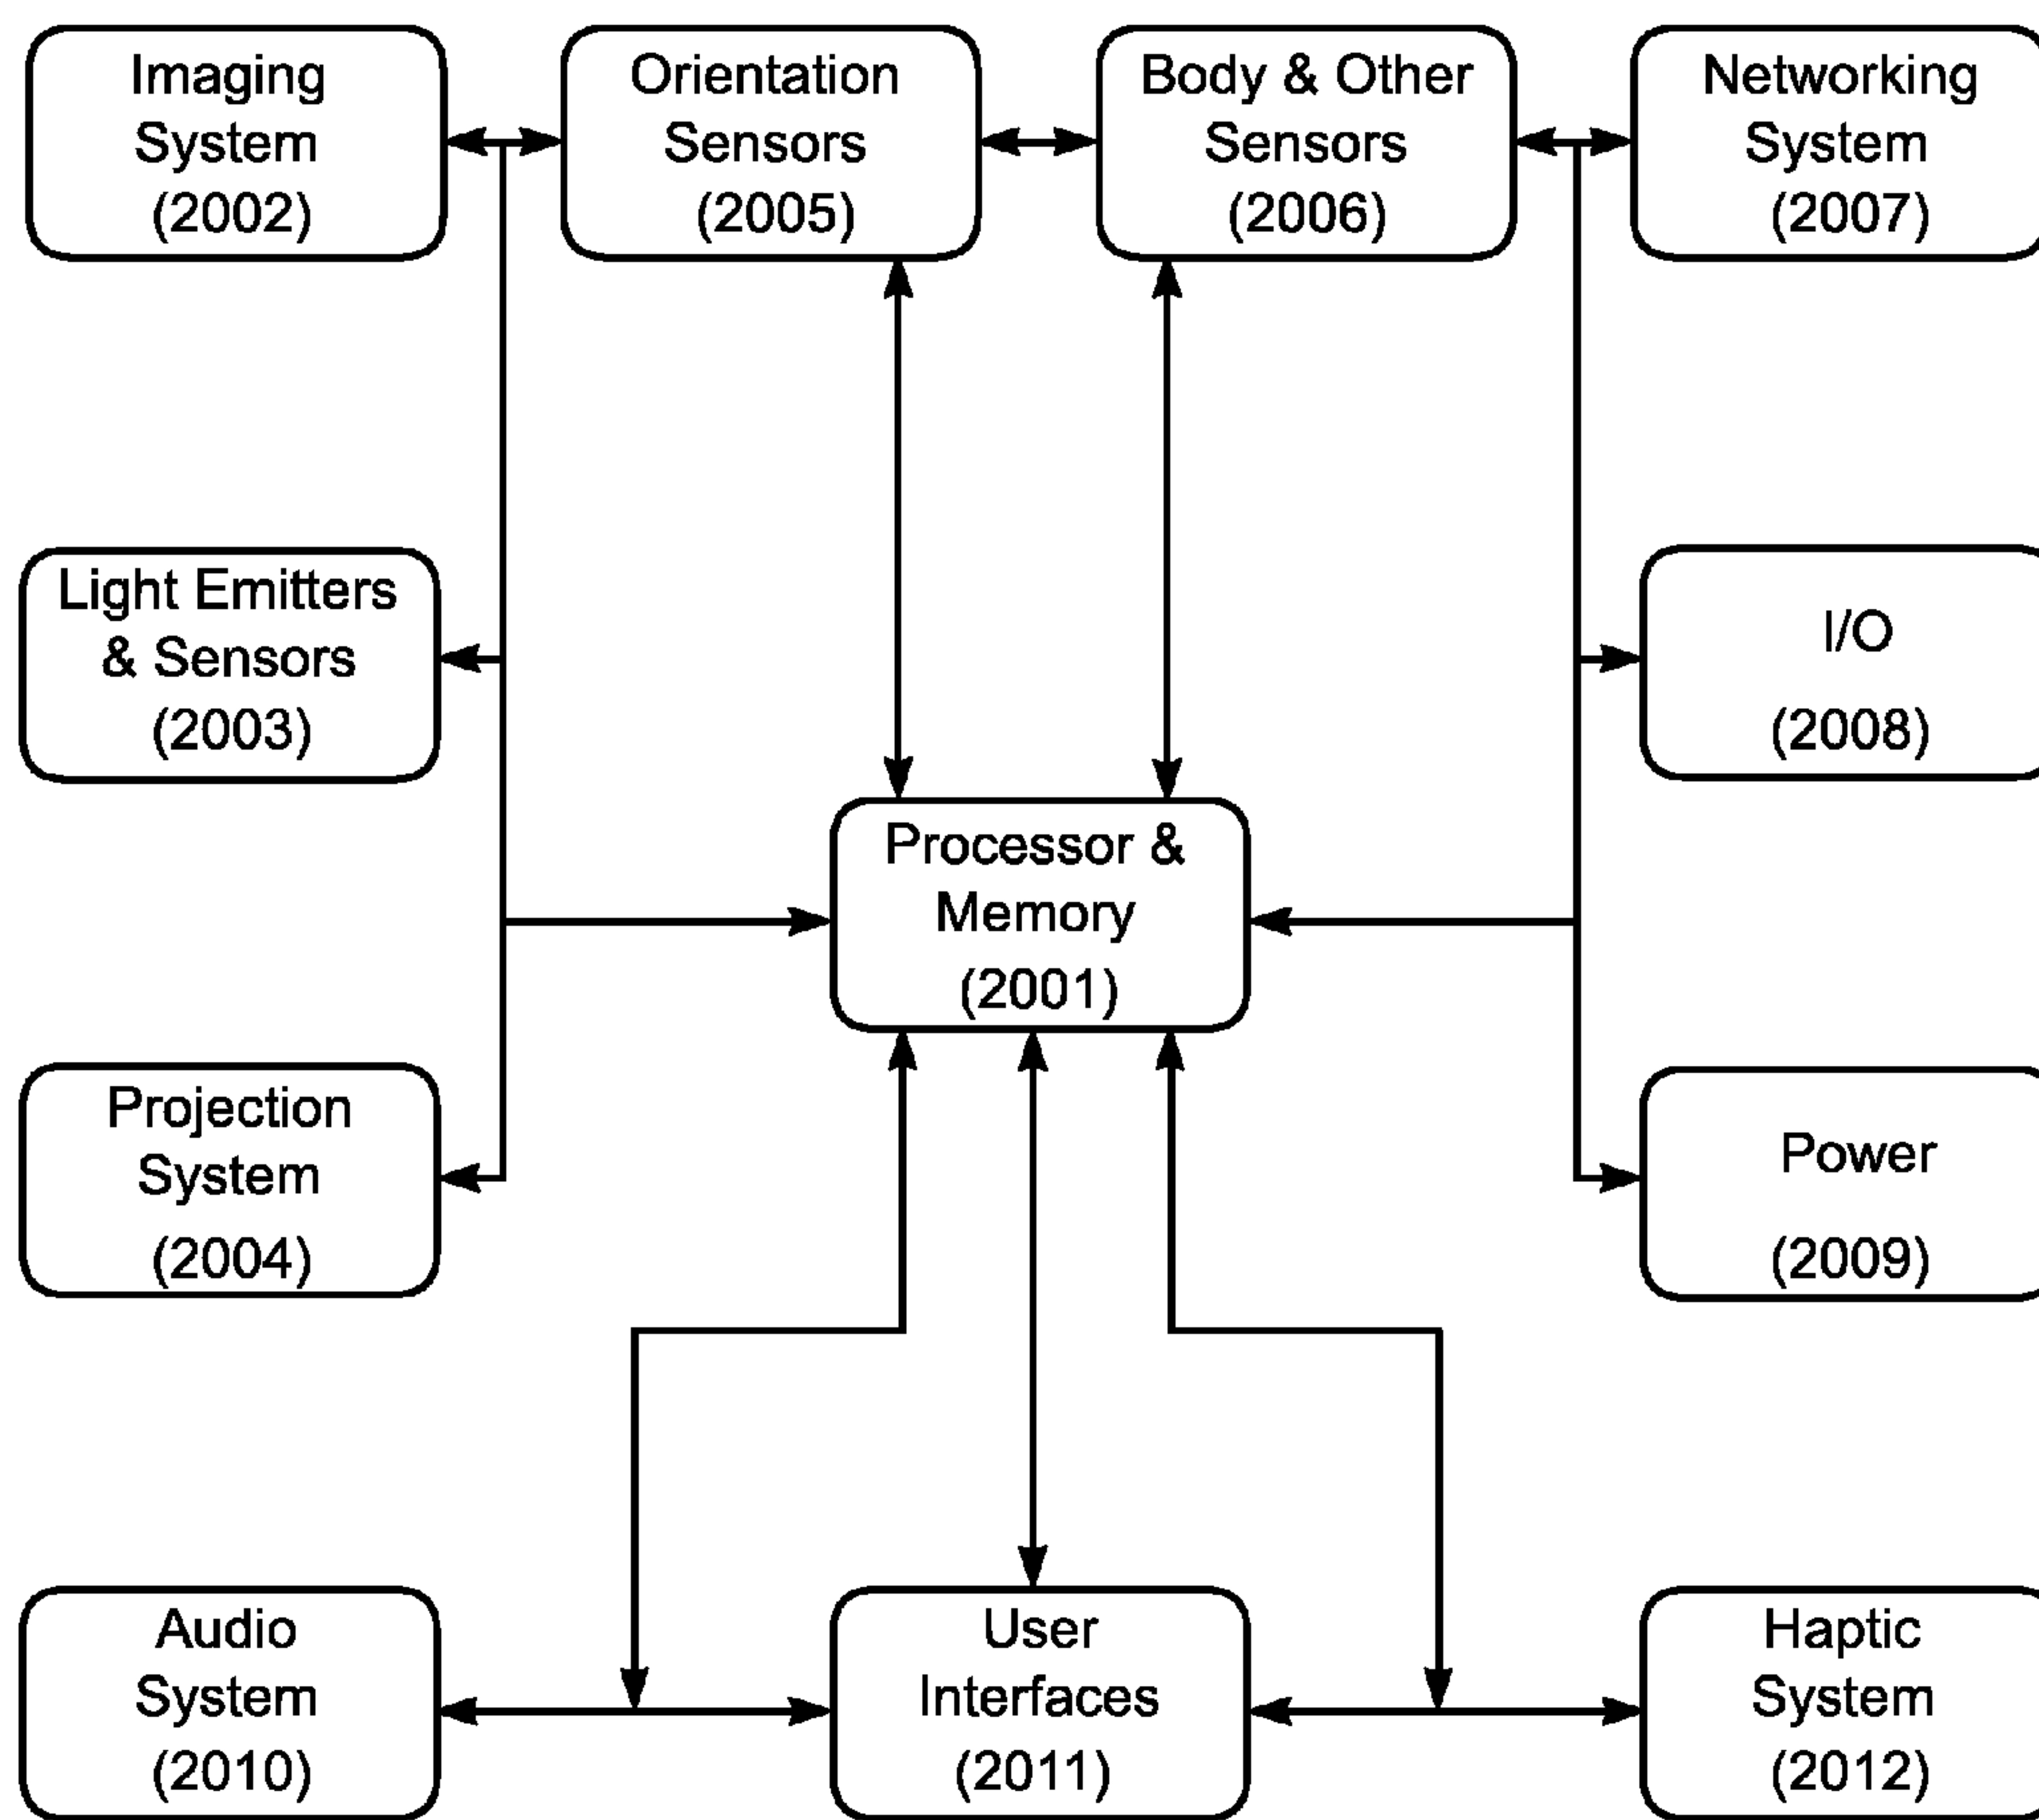 Imaging
System
(2002)
Orientation
Sensors
(2005)
Body & Other
Sensors
(2006)
Networking
System
(2007)
Light Emitters
& Sensors
(2003)
I/O
(2008)
Processor &
Memory
(2001)
Projection
System
(2004)
Power
(2009)
Audio
System
(2010)
User
Interfaces
(2011)
Haptic
System
(2012)